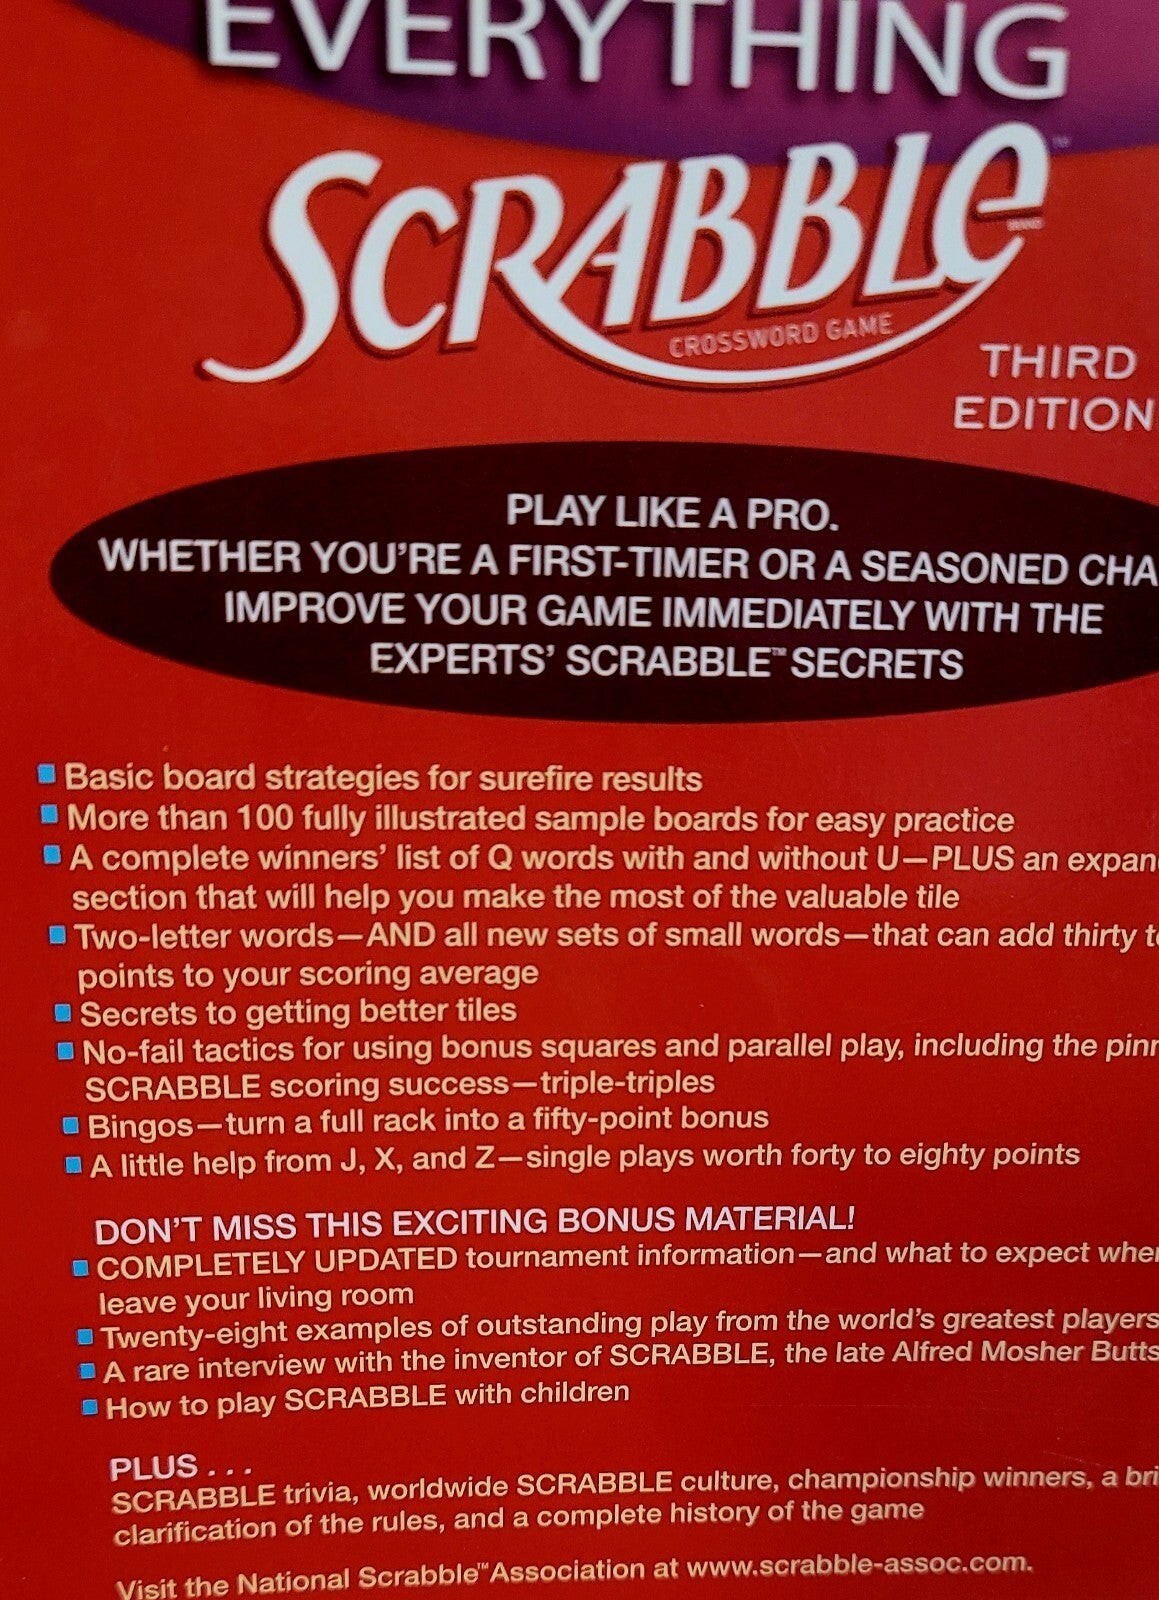 EVERYTHING
SCRABBLE™
BRAND
CROSSWORD GAME
THIRD
EDITION
PLAY LIKE A PRO.
WHETHER YOU'RE A FIRST-TIMER OR A SEASONED CHA
IMPROVE YOUR GAME IMMEDIATELY WITH THE
EXPERTS' SCRABBLE™ SECRETS
Basic board strategies for surefire results
More than 100 fully illustrated sample boards for easy practice
A complete winners' list of Q words with and without U—PLUS an expan
section that will help you make the most of the valuable tile
Two-letter words—AND all new sets of small words—that can add thirty t
points to your scoring average
Secrets to getting better tiles
No-fail tactics for using bonus squares and parallel play, including the pinn
SCRABBLE scoring success—triple-triples
Bingos—turn a full rack into a fifty-point bonus
A little help from J, X, and Z—single plays worth forty to eighty points
DON'T MISS THIS EXCITING BONUS MATERIAL!
COMPLETELY UPDATED tournament information—and what to expect when
leave your living room
Twenty-eight examples of outstanding play from the world's greatest players
A rare interview with the inventor of SCRABBLE, the late Alfred Mosher Butts
How to play SCRABBLE with children
PLUS . . .
SCRABBLE trivia, worldwide SCRABBLE culture, championship winners, a bri
clarification of the rules, and a complete history of the game
Visit the National Scrabble™ Association at www.scrabble-assoc.com.